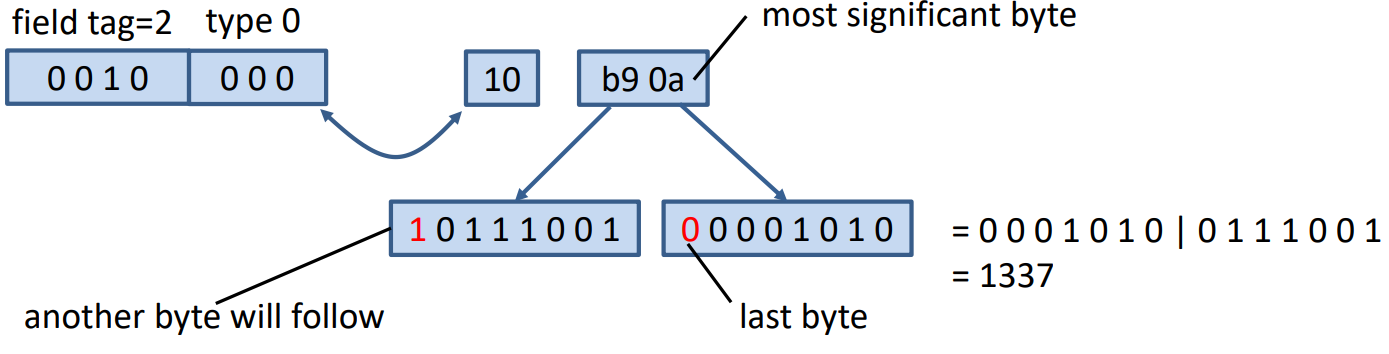 field tag=2 type 0 most significant byte
0 0 1 0 0 0 0 10 b9 0a
1 0 1 1 1 0 0 1 0 0 0 0 1 0 1 0 = 0 0 0 1 0 1 0 | 0 1 1 1 0 0 1
= 1337
another byte will follow last byte